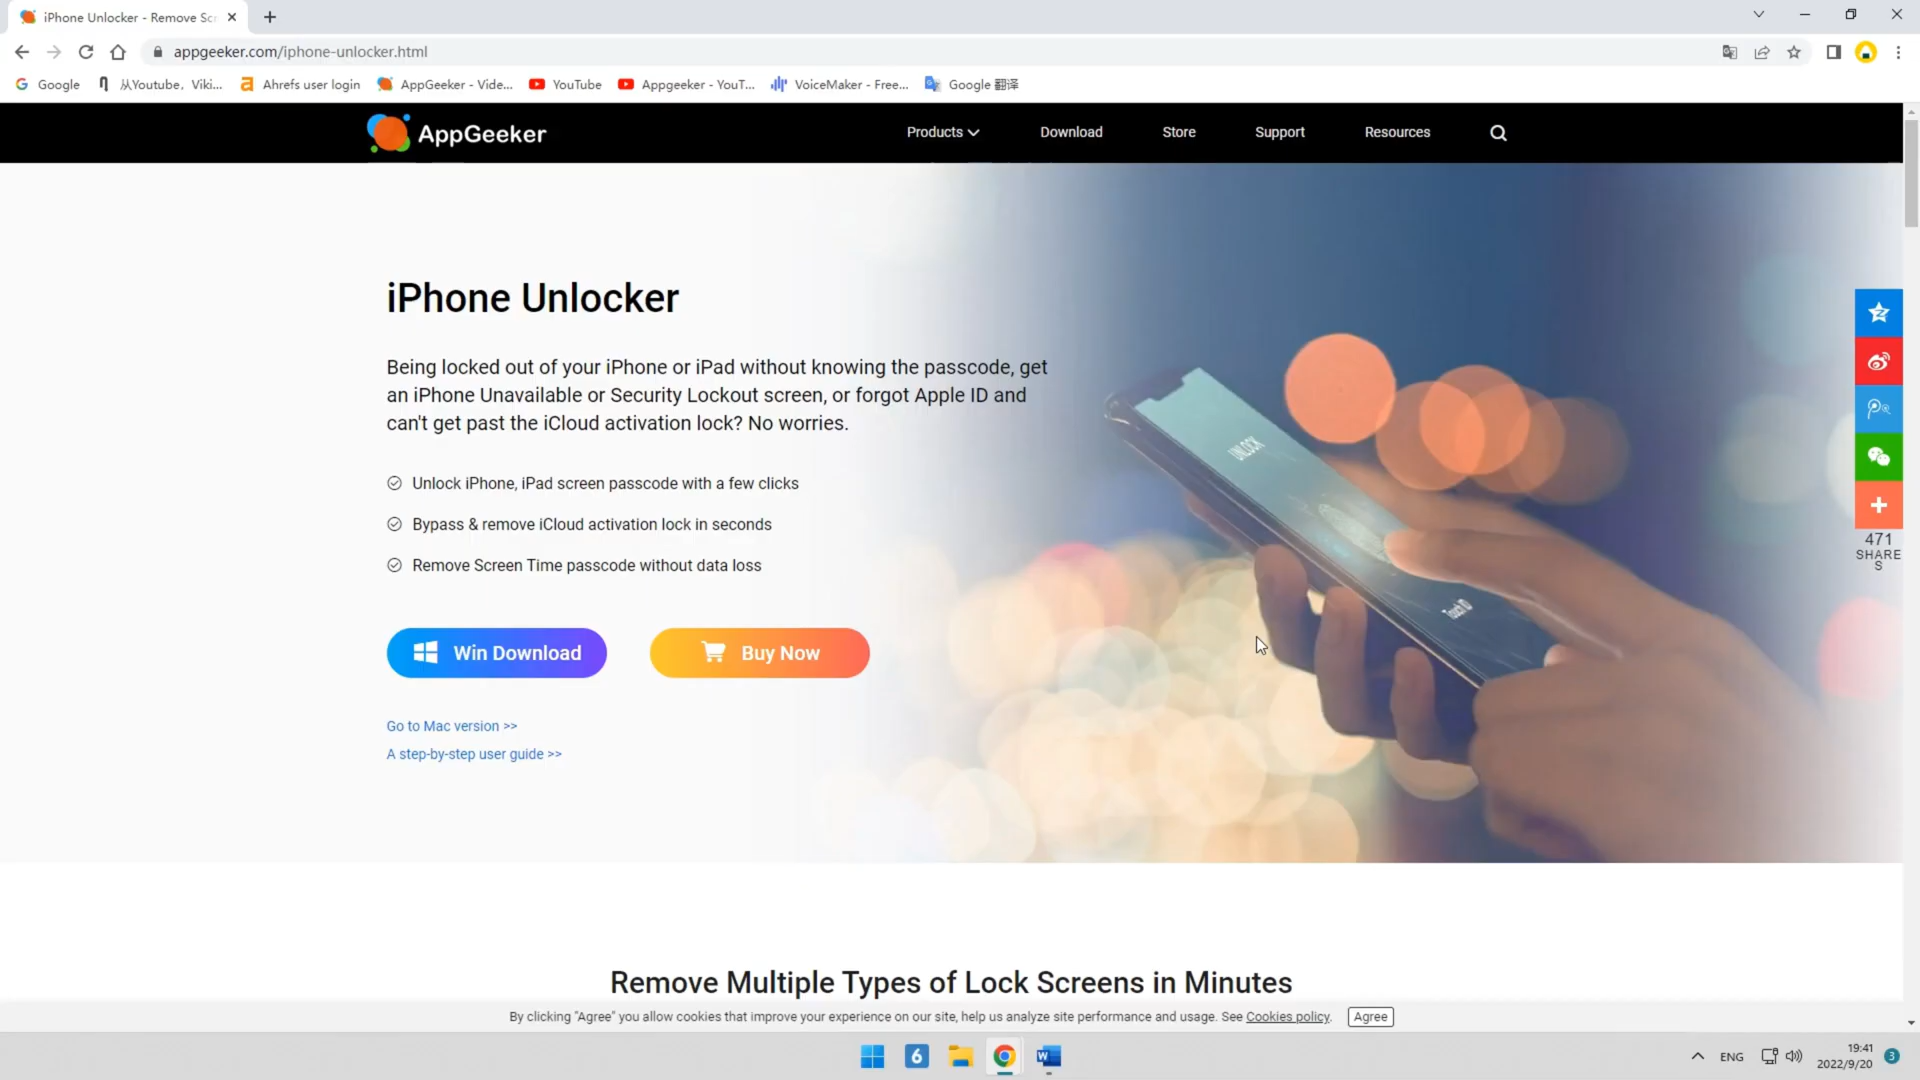 iPhone Unlocker - Remove Scr
appgeeker.com/iphone-unlocker.html
Google
从Youtube，Viki...
Ahrefs user login
AppGeeker - Vide...
YouTube
Appgeeker - YouT...
VoiceMaker - Free...
Google 翻译
AppGeeker
Products
Download
Store
Support
Resources
iPhone Unlocker
Being locked out of your iPhone or iPad without knowing the passcode, get
an iPhone Unavailable or Security Lockout screen, or forgot Apple ID and
can't get past the iCloud activation lock? No worries.
Unlock iPhone, iPad screen passcode with a few clicks
Bypass & remove iCloud activation lock in seconds
Remove Screen Time passcode without data loss
Win Download
Buy Now
Go to Mac version >>
A step-by-step user guide >>
UNLOCK
Touch ID
471
SHARE
S
Remove Multiple Types of Lock Screens in Minutes
By clicking "Agree" you allow cookies that improve your experience on our site, help us analyze site performance and usage. See Cookies policy.
Agree
6
W
ENG
19:41
2022/9/20
3